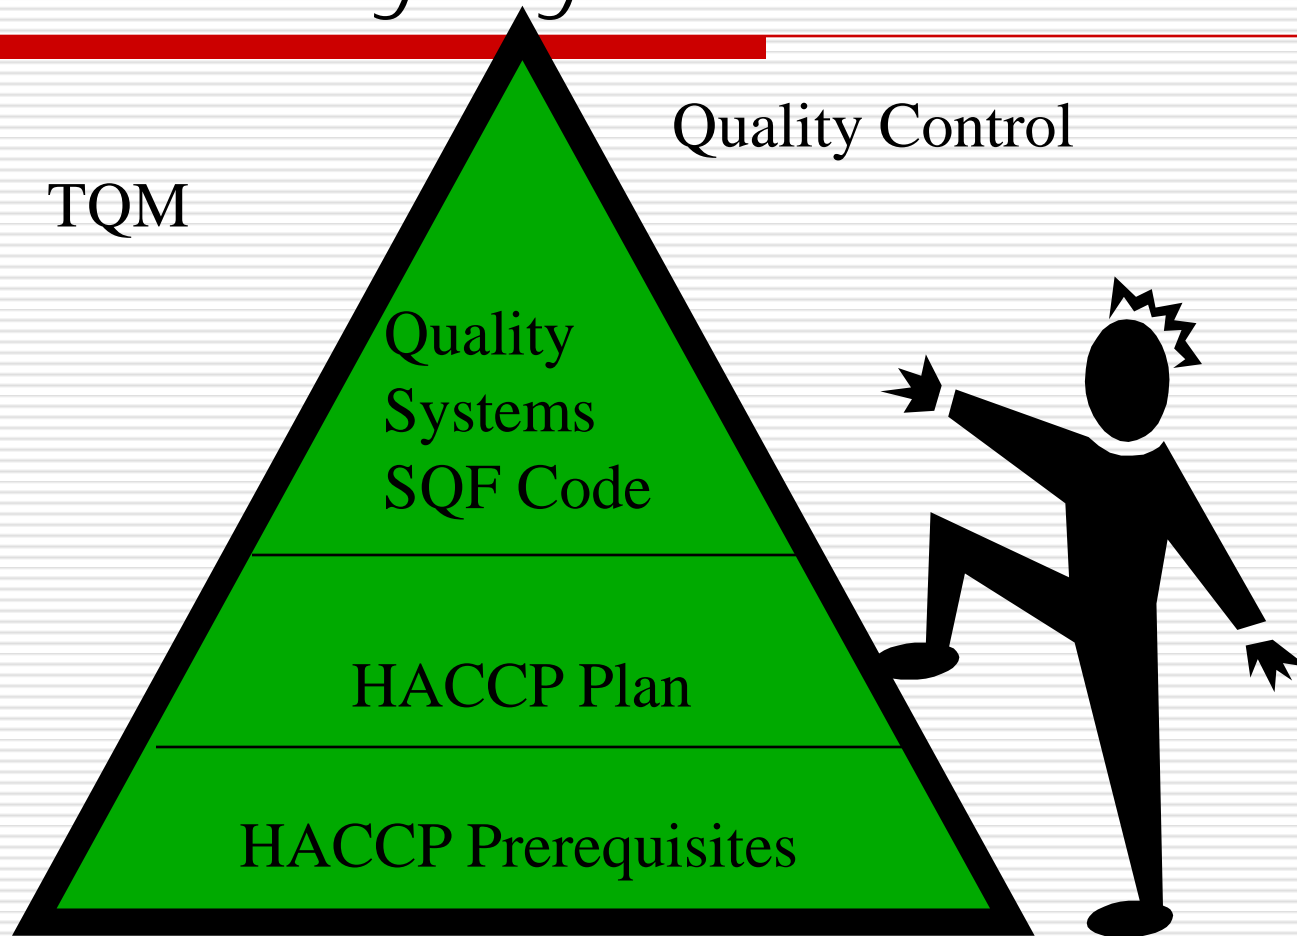 Quality Control
TQM
Quality
Systems
SQF Code
HACCP Plan
HACCP Prerequisites